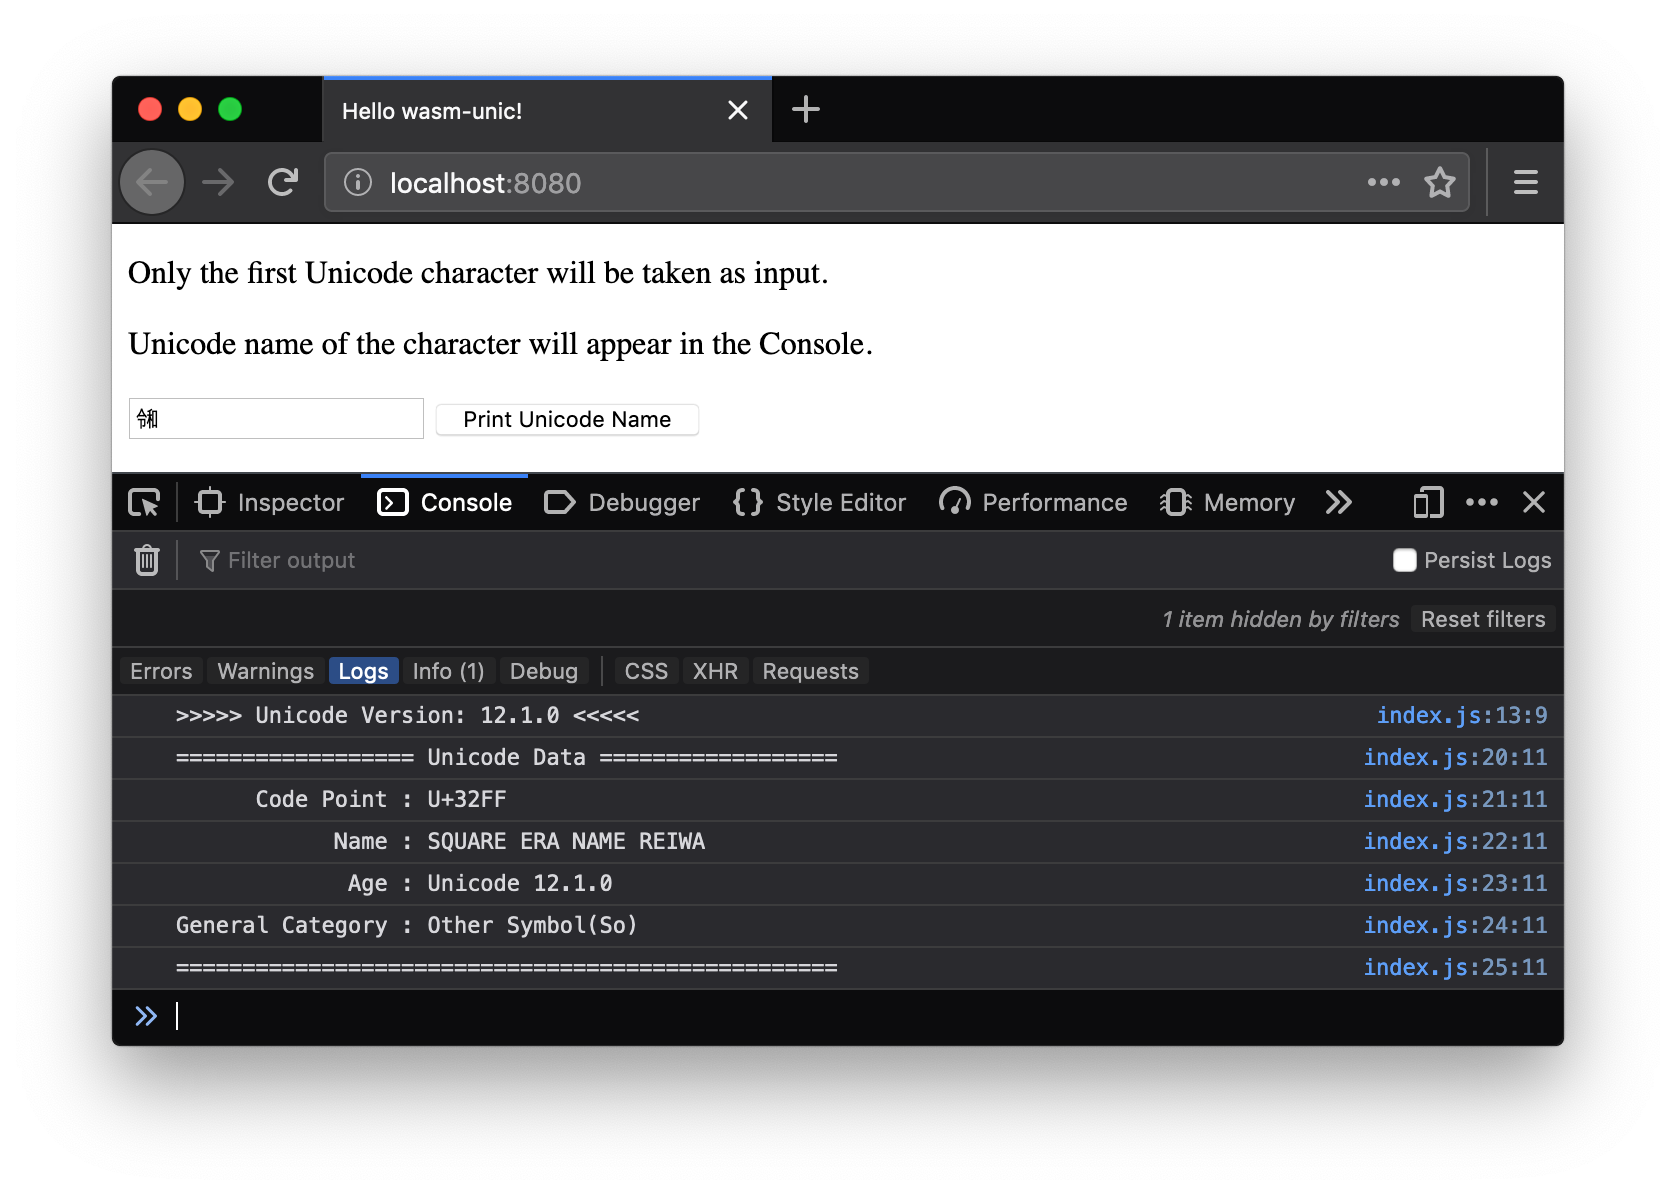 Hello wasm-unic!
localhost:8080
Only the first Unicode character will be taken as input.
Unicode name of the character will appear in the Console.
㋿ Print Unicode Name
Inspector Console Debugger Style Editor Performance Memory
Filter output Persist Logs
1 item hidden by filters Reset filters
Errors Warnings Logs Info (1) Debug CSS XHR Requests
>>>>> Unicode Version: 12.1.0 <<<<< index.js:13:9
================== Unicode Data ================== index.js:20:11
Code Point : U+32FF index.js:21:11
Name : SQUARE ERA NAME REIWA index.js:22:11
Age : Unicode 12.1.0 index.js:23:11
General Category : Other Symbol(So) index.js:24:11
================================================== index.js:25:11